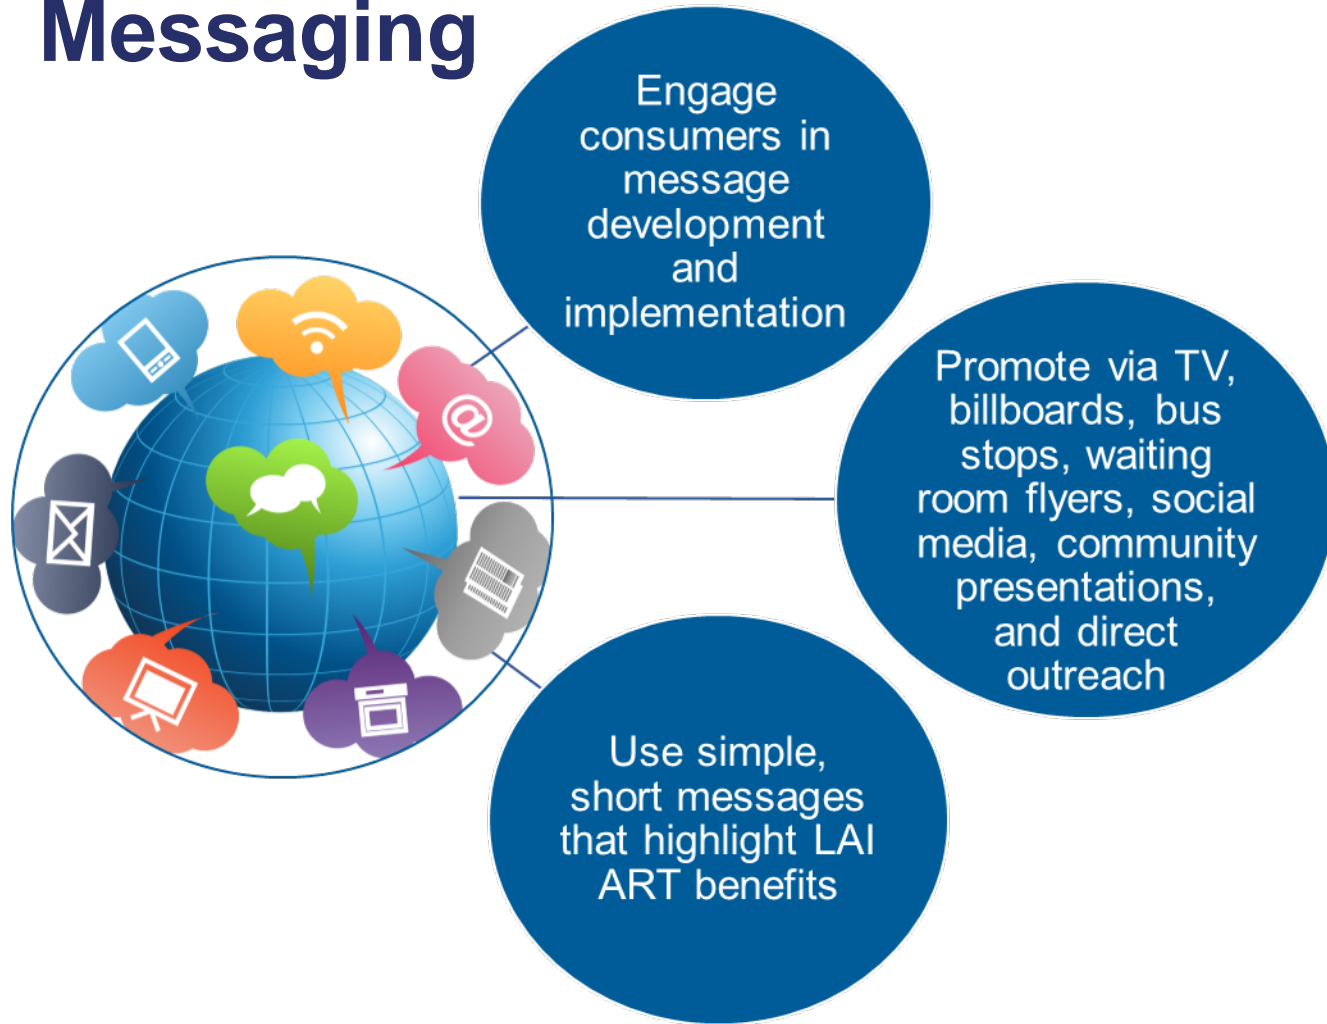 Messaging
Engage
consumers in
message
development
and
implementation
Promote via TV,
billboards, bus
stops, waiting
room flyers, social
media, community
presentations,
and direct
outreach
Use simple,
short messages
that highlight LAI
ART benefits
@